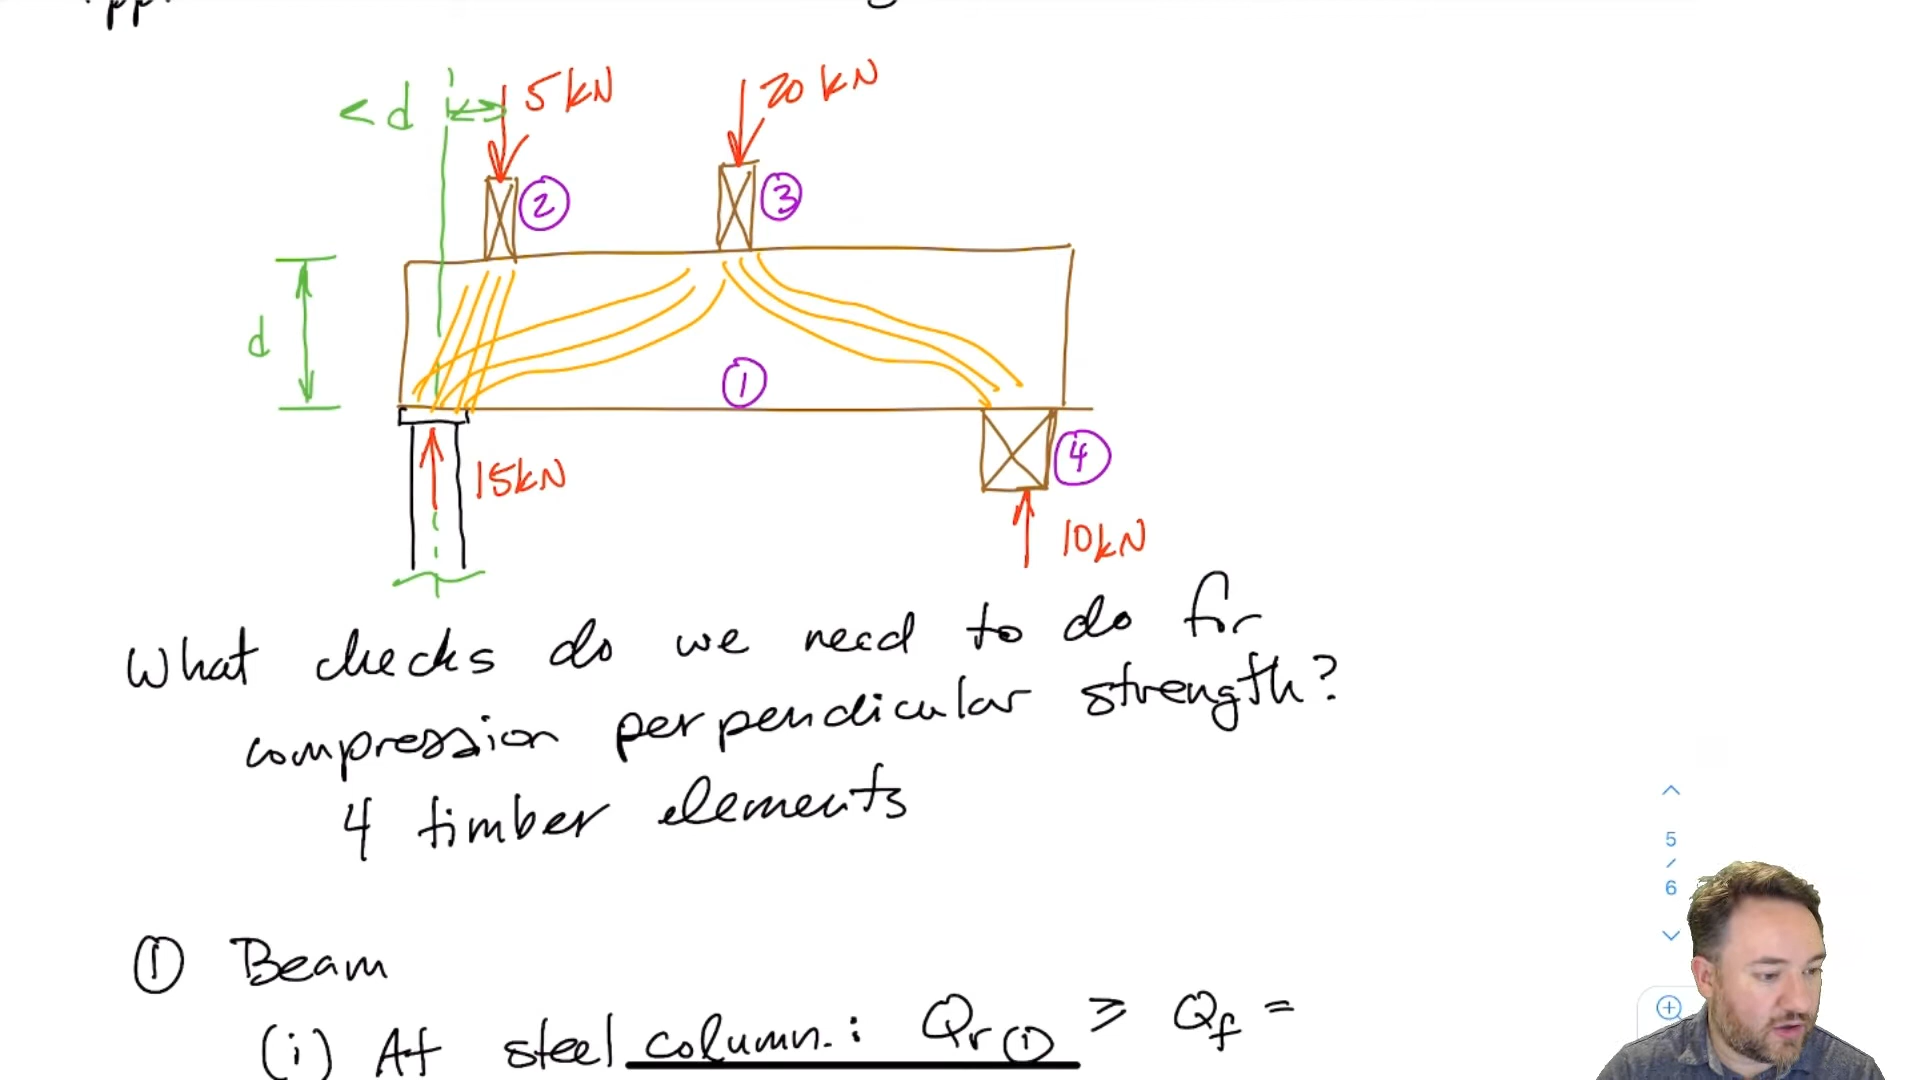 < d
5 kN
20 kN
2
3
d
1
15kN
4
10kN
What checks do we need to do for
compression perpendicular strength?
4 timber elements
5
/
6
① Beam
(i) At steel column: Qr① ≥ Qf =